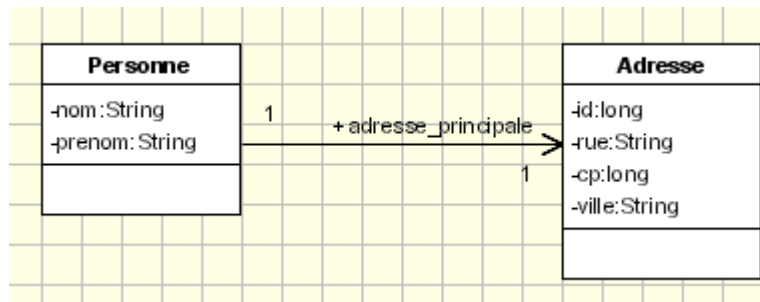 Personne
-nom:String
-prenom:String
1
+adresse_principale
1
Adresse
-id:long
-rue:String
-cp:long
-ville:String